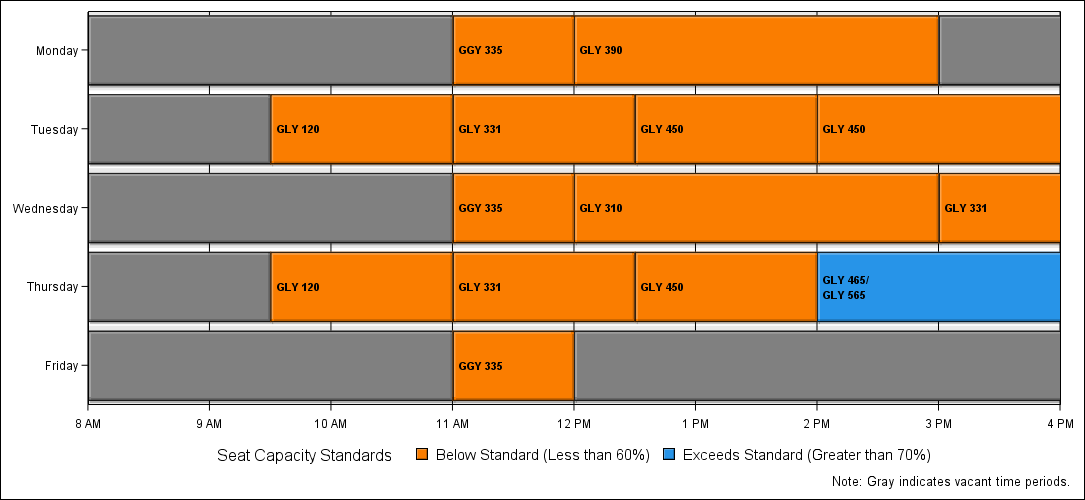 Monday
GGY 335
GLY 390
Tuesday
GLY 120
GLY 331
GLY 450
GLY 450
Wednesday
GGY 335
GLY 310
GLY 331
Thursday
GLY 120
GLY 331
GLY 450
GLY 465/
GLY 565
Friday
GGY 335
8 AM
9 AM
10 AM
11 AM
12 PM
1 PM
2 PM
3 PM
4 PM
Seat Capacity Standards
Below Standard (Less than 60%)
Exceeds Standard (Greater than 70%)
Note: Gray indicates vacant time periods.